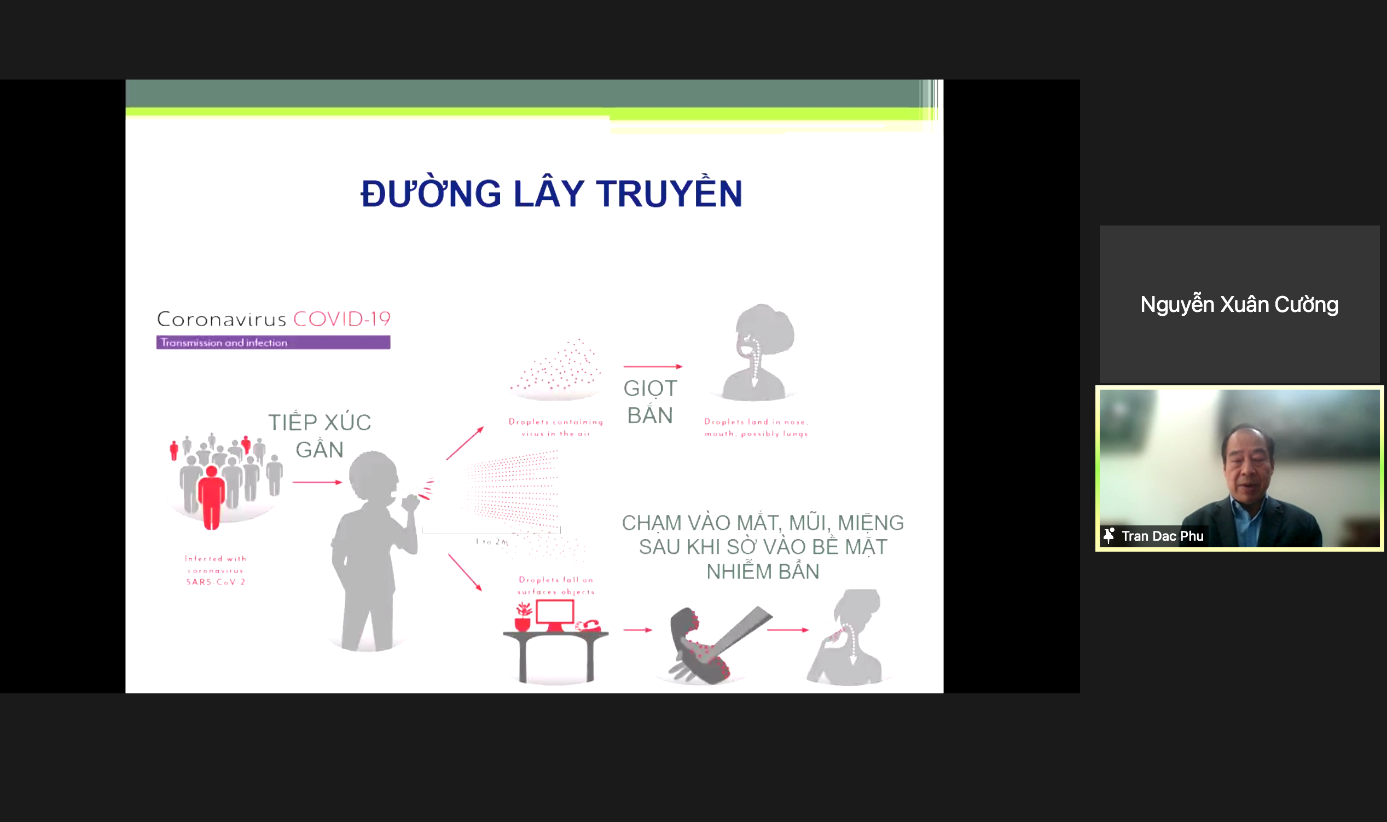 ĐƯỜNG LÂY TRUYỀN
Coronavirus COVID-19
Transmission and infection
TIẾP XÚC
GẦN
Infected with
coronavirus
SARS-CoV-2
Droplets containing
virus in the air
GIỌT
BẮN
Droplets land in nose,
mouth, possibly lungs
1 to 2m
Droplets fall on
surfaces objects
CHẠM VÀO MẮT, MŨI, MIỆNG
SAU KHI SỜ VÀO BỀ MẶT
NHIỄM BẨN
Nguyễn Xuân Cường
Tran Dac Phu